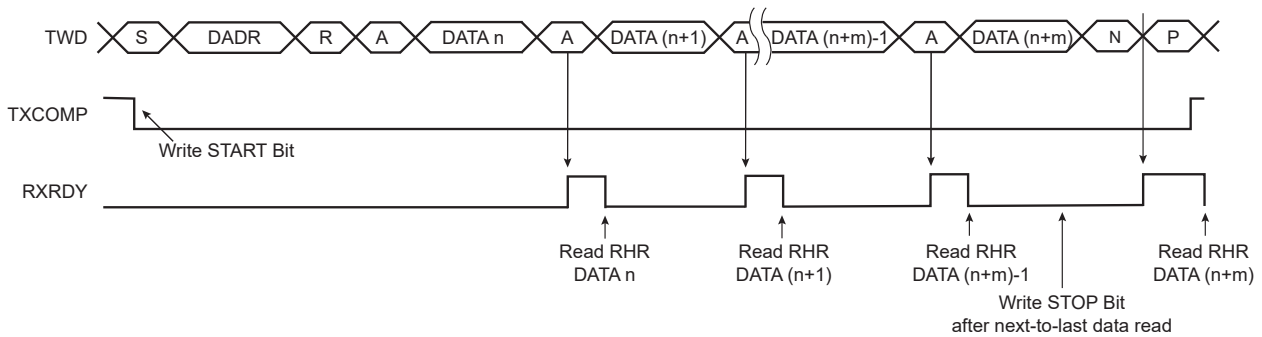 TWD S DADR R A DATA n A DATA (n+1) A DATA (n+m)-1 A DATA (n+m) N P
TXCOMP
Write START Bit
RXRDY
Read RHR Read RHR Read RHR Read RHR
DATA n DATA (n+1) DATA (n+m)-1 DATA (n+m)
Write STOP Bit
after next-to-last data read